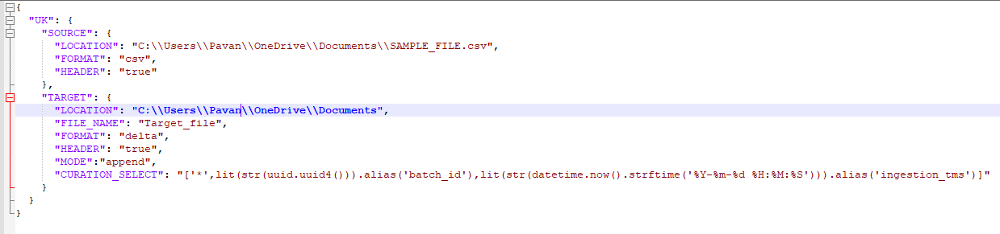 {
"UK": {
"SOURCE": {
"LOCATION": "C:\\Users\\Pavan\\OneDrive\\Documents\\SAMPLE_FILE.csv",
"FORMAT": "csv",
"HEADER": "true"
},
"TARGET": {
"LOCATION": "C:\\Users\\Pavan\\OneDrive\\Documents",
"FILE_NAME": "Target_file",
"FORMAT": "delta",
"HEADER": "true",
"MODE":"append",
"CURATION_SELECT": "['*',lit(str(uuid.uuid4())).alias('batch_id'),lit(str(datetime.now().strftime('%Y-%m-%d %H:%M:%S'))).alias('ingestion_tms')]"
}
}
}